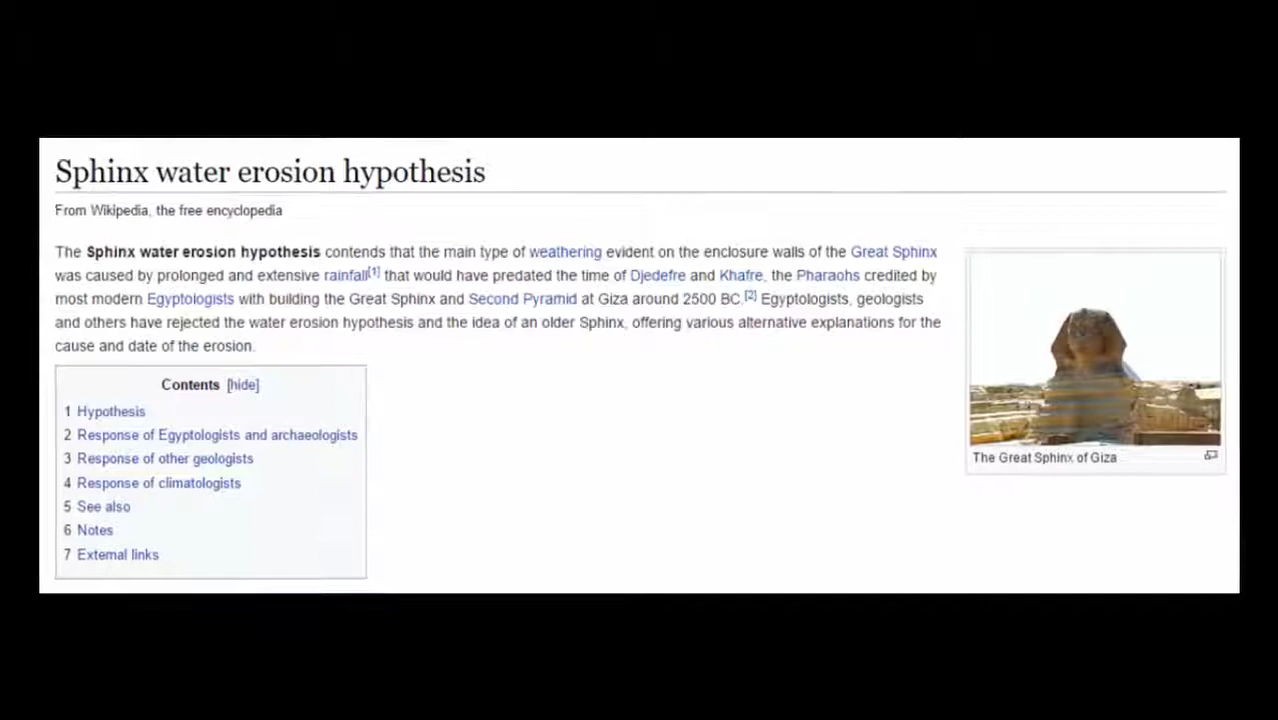 Sphinx water erosion hypothesis
From Wikipedia, the free encyclopedia
The Sphinx water erosion hypothesis contends that the main type of weathering evident on the enclosure walls of the Great Sphinx
was caused by prolonged and extensive rainfall[1] that would have predated the time of Djedefre and Khafre, the Pharaohs credited by
most modern Egyptologists with building the Great Sphinx and Second Pyramid at Giza around 2500 BC.[2] Egyptologists, geologists
and others have rejected the water erosion hypothesis and the idea of an older Sphinx, offering various alternative explanations for the
cause and date of the erosion.
Contents [hide]
1 Hypothesis
2 Response of Egyptologists and archaeologists
3 Response of other geologists
4 Response of climatologists
5 See also
6 Notes
7 External links
The Great Sphinx of Giza